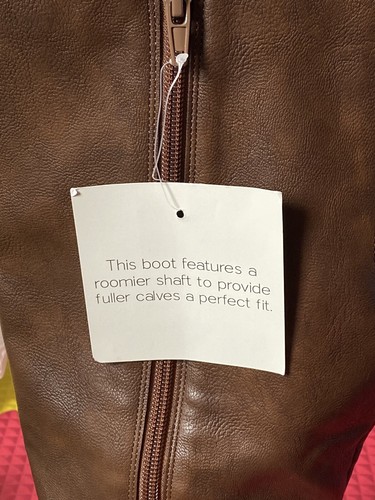 This boot features a
roomier shaft to provide
fuller calves a perfect fit.